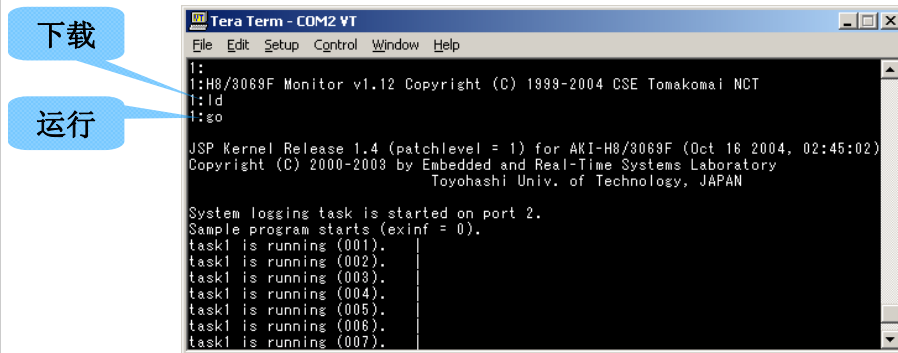 下载
运行
Tera Term - COM2 VT
File Edit Setup Control Window Help
1:
1:H8/3069F Monitor v1.12 Copyright (C) 1999-2004 CSE Tomakomai NCT
1:ld
1:go
JSP Kernel Release 1.4 (patchlevel = 1) for AKI-H8/3069F (Oct 16 2004, 02:45:02)
Copyright (C) 2000-2003 by Embedded and Real-Time Systems Laboratory
Toyohashi Univ. of Technology, JAPAN
System logging task is started on port 2.
Sample program starts (exinf = 0).
task1 is running (001). |
task1 is running (002). |
task1 is running (003). |
task1 is running (004). |
task1 is running (005). |
task1 is running (006). |
task1 is running (007). |